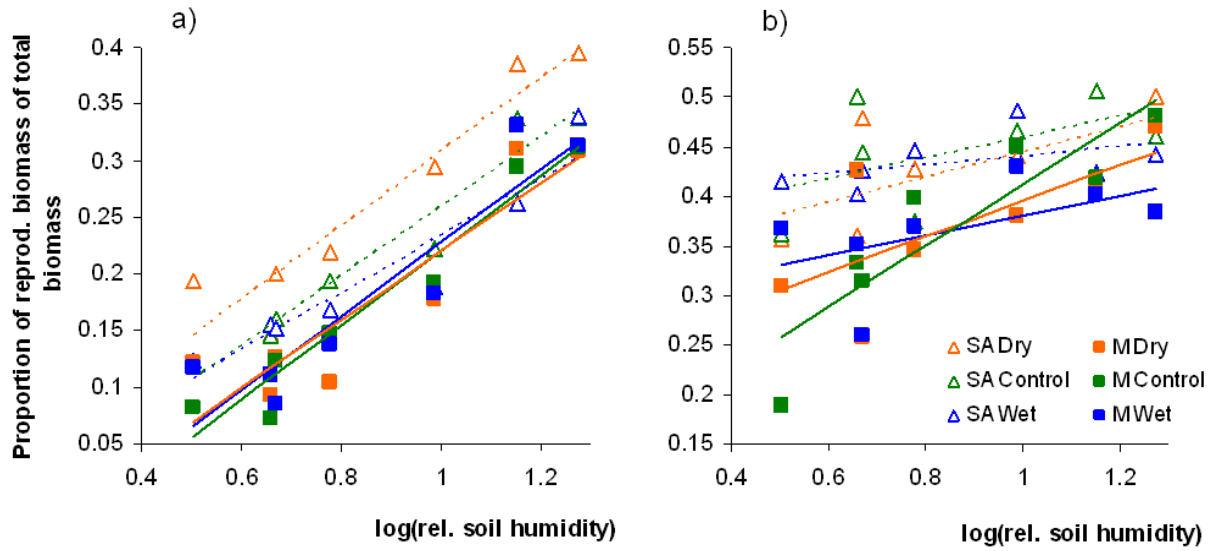 a)
Proportion of reprod. biomass of total
biomass
0.4
0.35
0.3
0.25
0.2
0.15
0.1
0.05
0.4
0.6
0.8
1
1.2
log(rel. soil humidity)
b)
0.55
0.5
0.45
0.4
0.35
0.3
0.25
0.2
0.15
SA Dry
M Dry
SA Control
M Control
SA Wet
M Wet
0.4
0.6
0.8
1
1.2
log(rel. soil humidity)